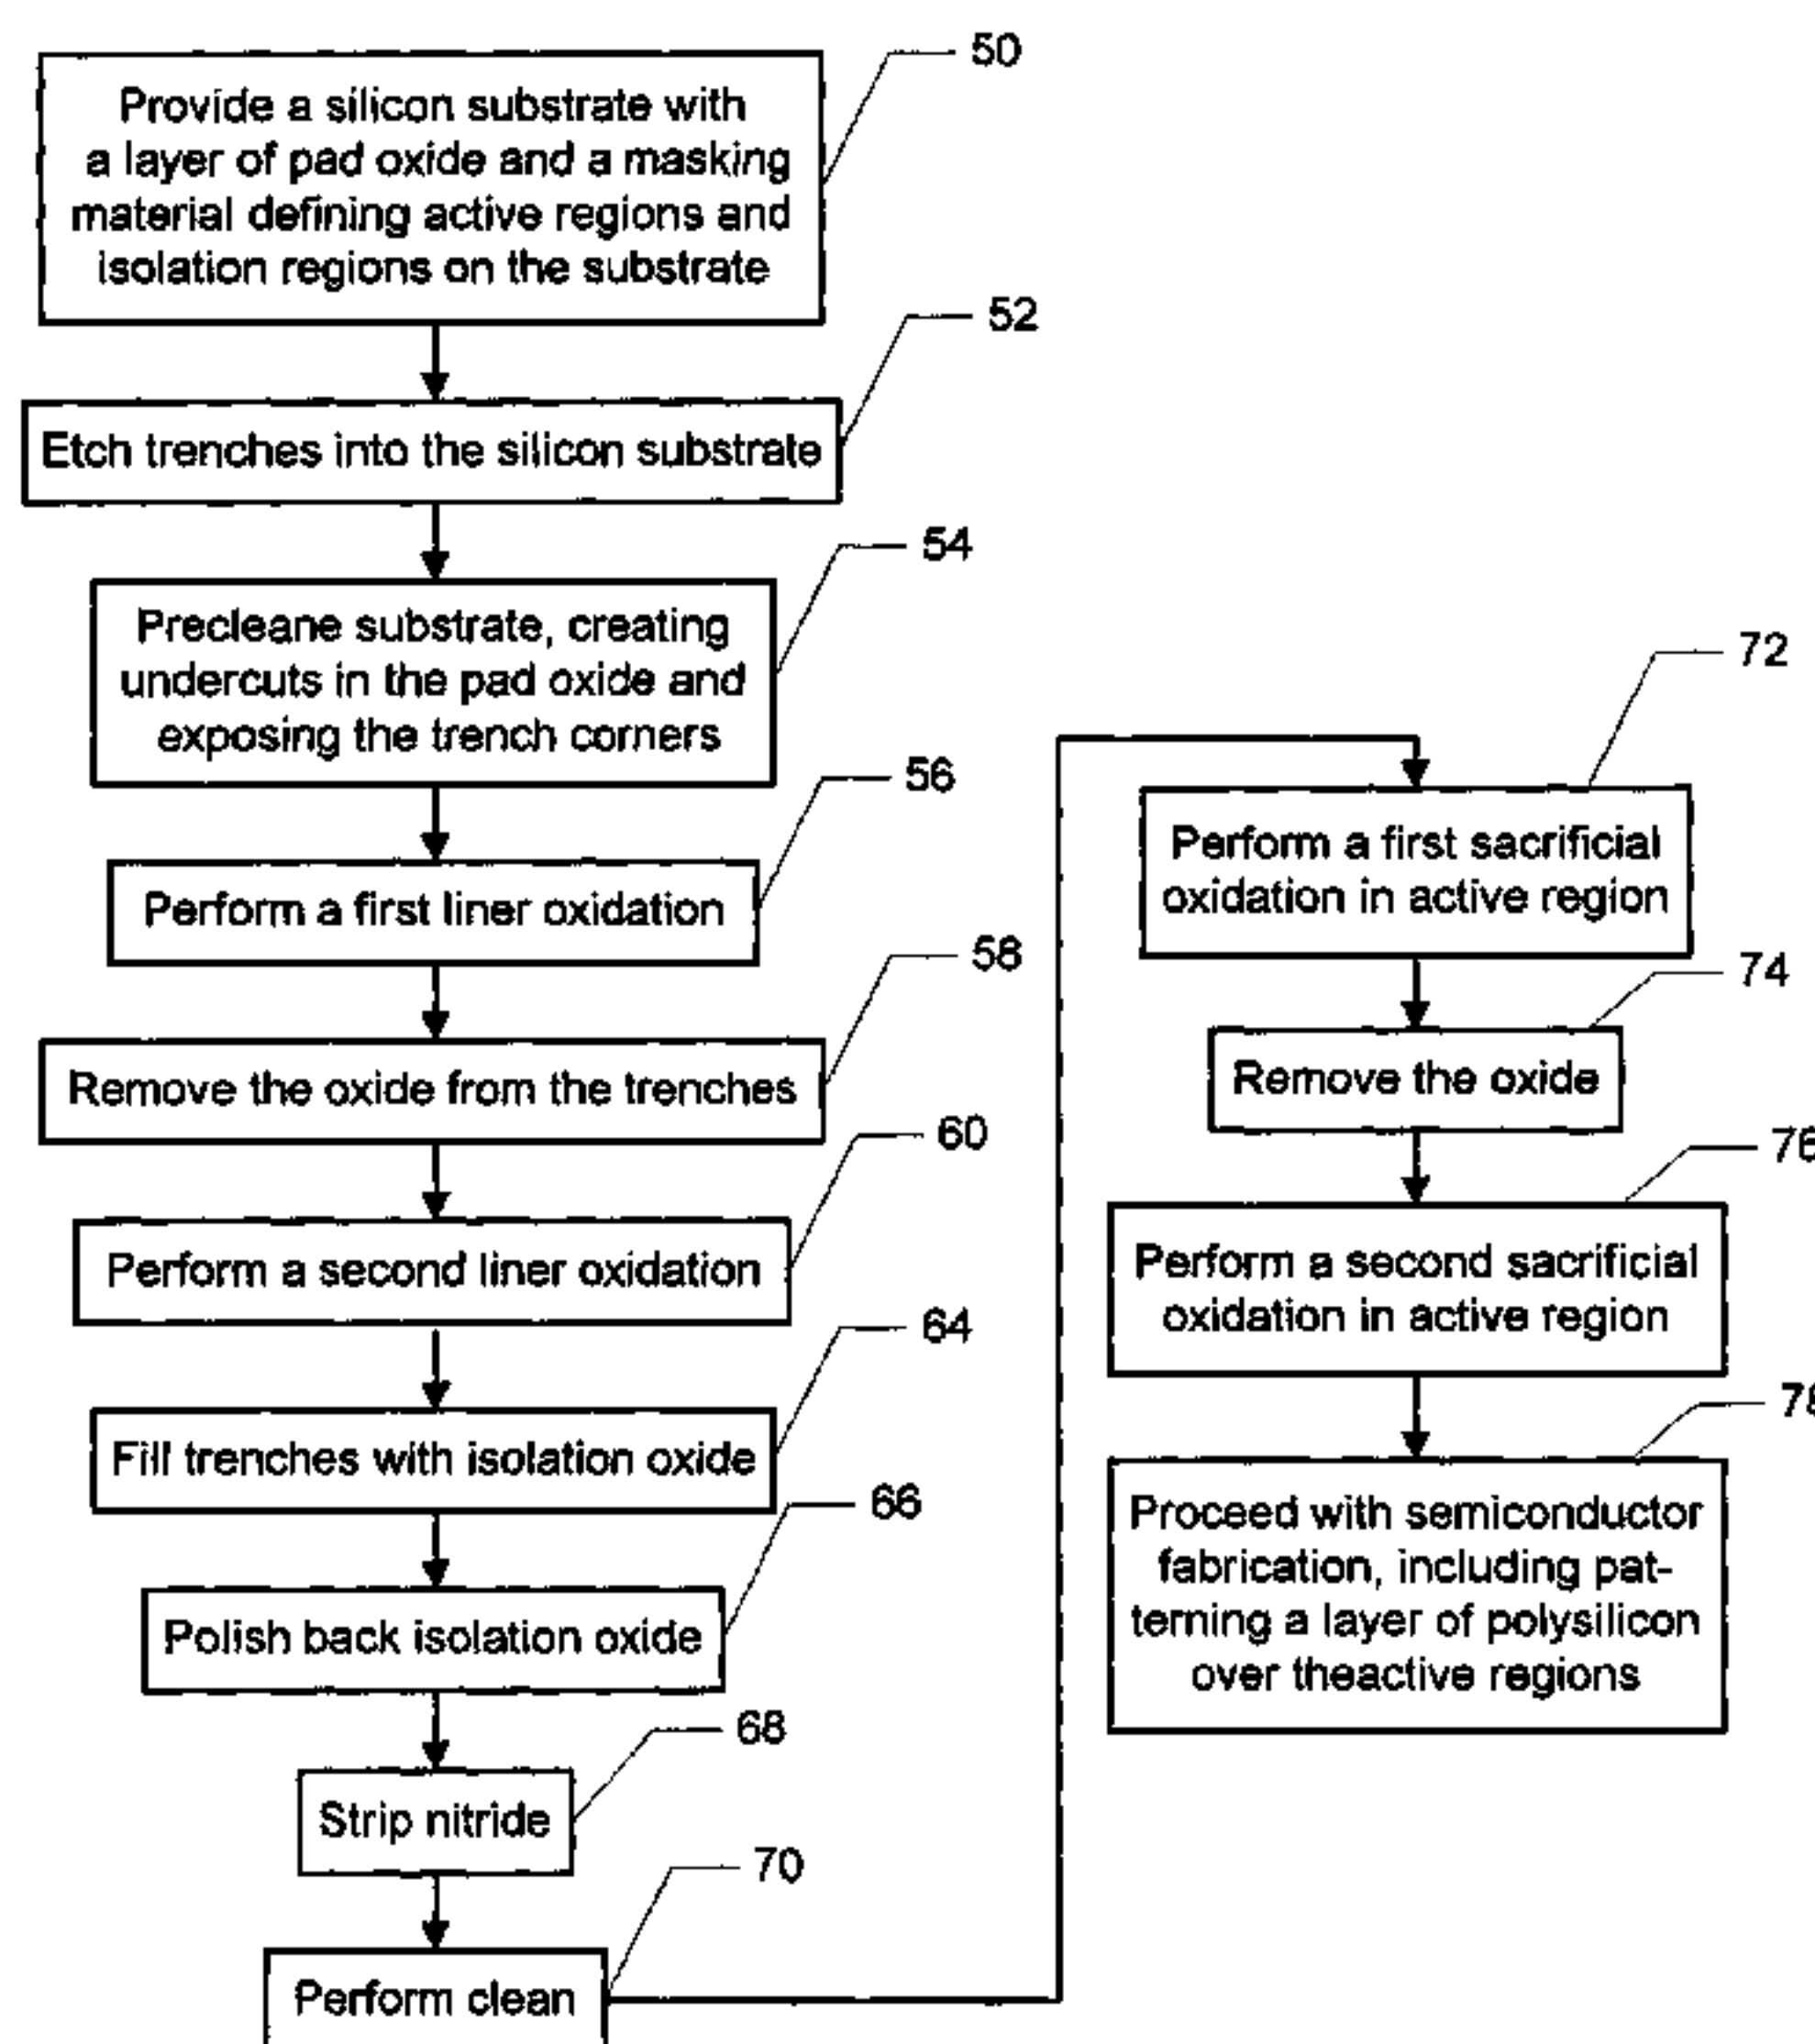 50
Provide a silicon substrate with
a layer of pad oxide and a masking
material defining active regions and
isolation regions on the substrate
52
Etch trenches into the silicon substrate
54
Precleane substrate, creating
undercuts in the pad oxide and
exposing the trench corners
56
Perform a first liner oxidation
58
Remove the oxide from the trenches
60
Perform a second liner oxidation
64
Fill trenches with isolation oxide
66
Polish back isolation oxide
68
Strip nitride
70
Perform clean
72
Perform a first sacrificial
oxidation in active region
74
Remove the oxide
76
Perform a second sacrificial
oxidation in active region
78
Proceed with semiconductor
fabrication, including pat-
terning a layer of polysilicon
over theactive regions